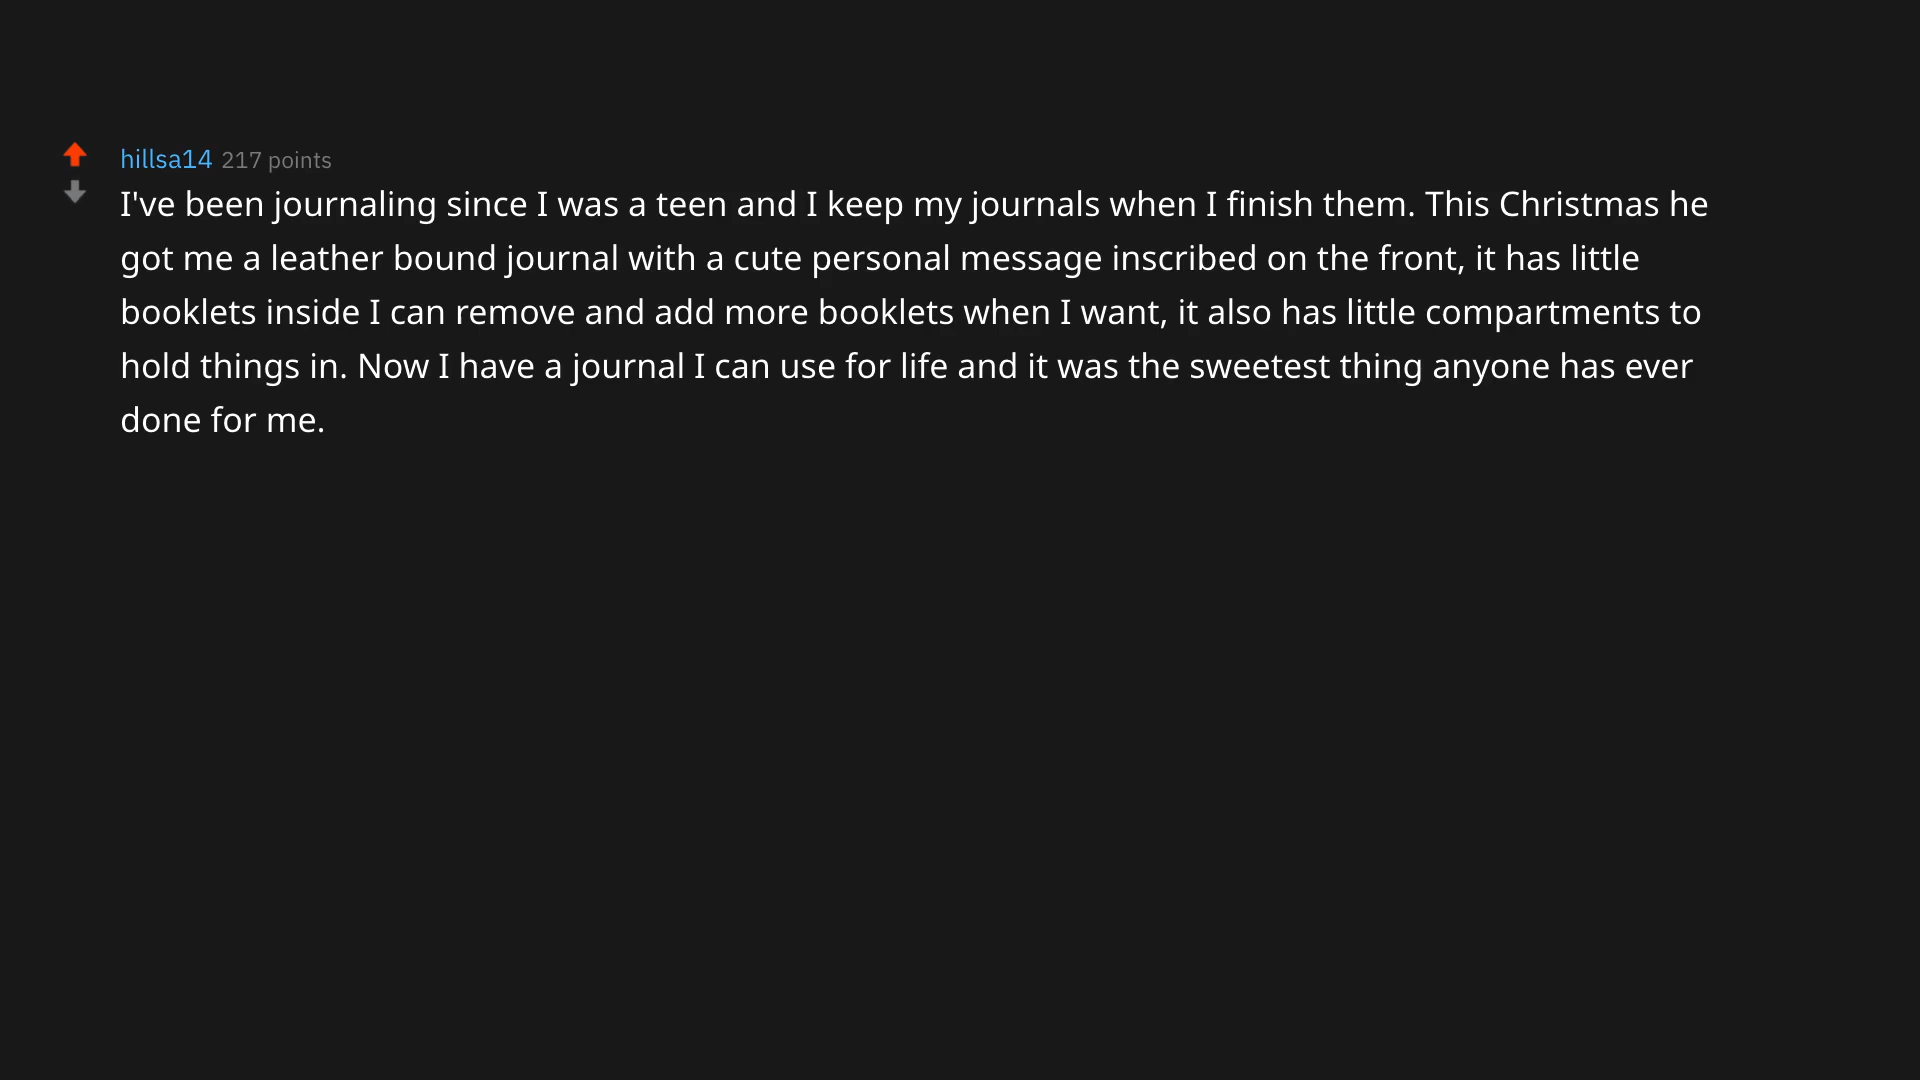 hillsa14 217 points
I've been journaling since I was a teen and I keep my journals when I finish them. This Christmas he
got me a leather bound journal with a cute personal message inscribed on the front, it has little
booklets inside I can remove and add more booklets when I want, it also has little compartments to
hold things in. Now I have a journal I can use for life and it was the sweetest thing anyone has ever
done for me.